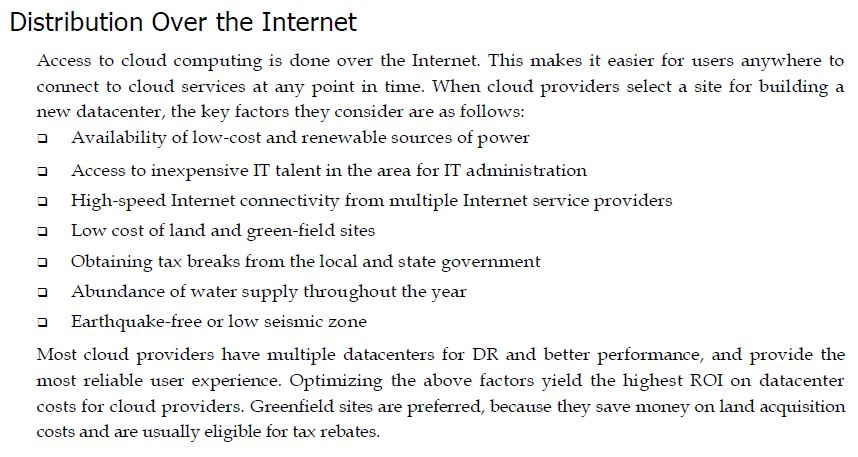 Distribution Over the Internet
Access to cloud computing is done over the Internet. This makes it easier for users anywhere to
connect to cloud services at any point in time. When cloud providers select a site for building a
new datacenter, the key factors they consider are as follows:
❑ Availability of low-cost and renewable sources of power
❑ Access to inexpensive IT talent in the area for IT administration
❑ High-speed Internet connectivity from multiple Internet service providers
❑ Low cost of land and green-field sites
❑ Obtaining tax breaks from the local and state government
❑ Abundance of water supply throughout the year
❑ Earthquake-free or low seismic zone
Most cloud providers have multiple datacenters for DR and better performance, and provide the
most reliable user experience. Optimizing the above factors yield the highest ROI on datacenter
costs for cloud providers. Greenfield sites are preferred, because they save money on land acquisition
costs and are usually eligible for tax rebates.